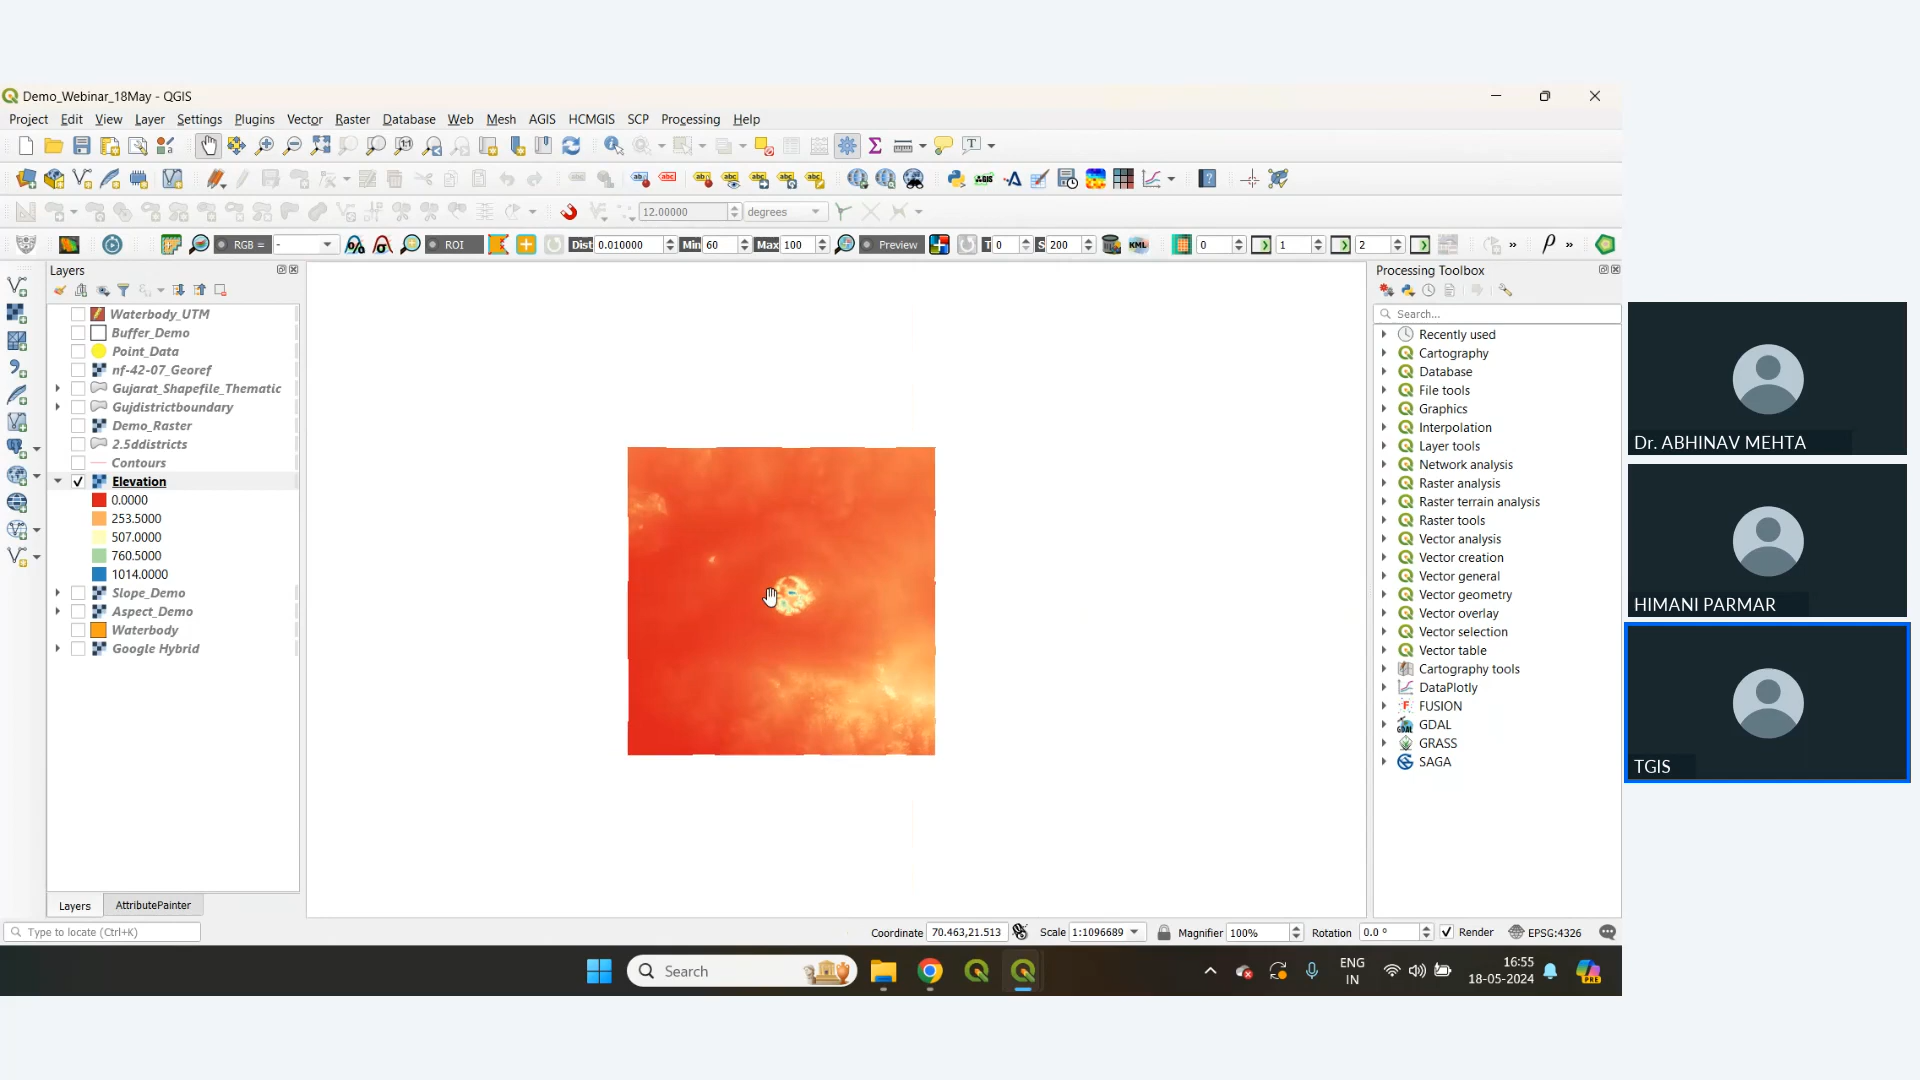 Demo_Webinar_18May - QGIS
Project Edit View Layer Settings Plugins Vector Raster Database Web Mesh AGIS HCMGIS SCP Processing Help
12.00000 degrees
RGB = - ROI Dist 0.010000 Min 60 Max 100 Preview T 0 S 200 KML 0 1 2 » ρ »
Layers
Waterbody_UTM
Buffer_Demo
Point_Data
nf-42-07_Georef
Gujarat_Shapefile_Thematic
Gujdistrictboundary
Demo_Raster
2.5ddistricts
Contours
Elevation
0.0000
253.5000
507.0000
760.5000
1014.0000
Slope_Demo
Aspect_Demo
Waterbody
Google Hybrid
Layers AttributePainter
Processing Toolbox
Search...
Recently used
Cartography
Database
File tools
Graphics
Interpolation
Layer tools
Network analysis
Raster analysis
Raster terrain analysis
Raster tools
Vector analysis
Vector creation
Vector general
Vector geometry
Vector overlay
Vector selection
Vector table
Cartography tools
DataPlotly
FUSION
GDAL
GRASS
SAGA
Dr. ABHINAV MEHTA
HIMANI PARMAR
TGIS
Type to locate (Ctrl+K) Coordinate 70.463,21.513 Scale 1:1096689 Magnifier 100% Rotation 0.0 ° Render EPSG:4326
Search
ENG
IN
16:55
18-05-2024
PRE